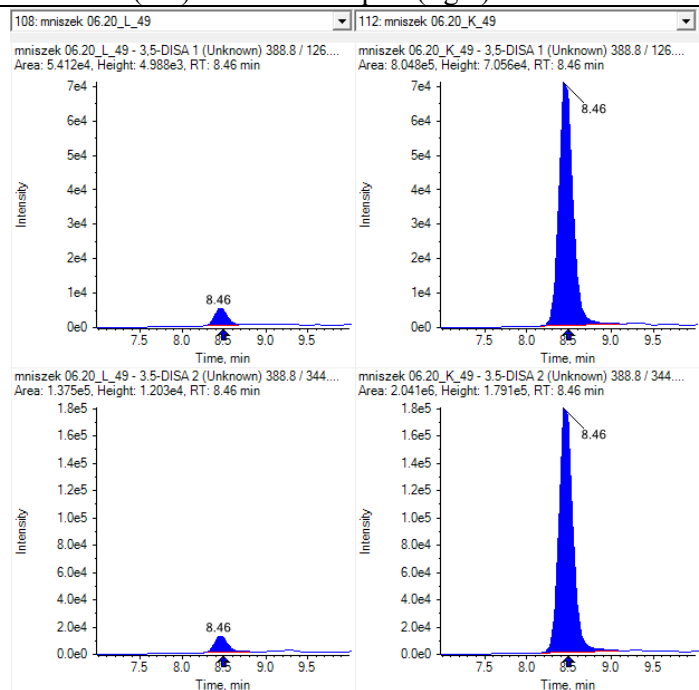 108: mniszek 06.20_L_49
112: mniszek 06.20_K_49
mniszek 06.20_L_49 - 3,5-DISA 1 (Unknown) 388.8 / 126....
Area: 5.412e4, Height: 4.988e3, RT: 8.46 min
7e4
6e4
5e4
4e4
3e4
2e4
1e4
0e0
Intensity
8.46
7.5 8.0 8.5 9.0 9.5
Time, min
mniszek 06.20_K_49 - 3,5-DISA 1 (Unknown) 388.8 / 126....
Area: 8.048e5, Height: 7.056e4, RT: 8.46 min
7e4
6e4
5e4
4e4
3e4
2e4
1e4
0e0
Intensity
8.46
7.5 8.0 8.5 9.0 9.5
Time, min
mniszek 06.20_L_49 - 3,5-DISA 2 (Unknown) 388.8 / 344....
Area: 1.375e5, Height: 1.203e4, RT: 8.46 min
1.8e5
1.6e5
1.4e5
1.2e5
1.0e5
8.0e4
6.0e4
4.0e4
2.0e4
0.0e0
Intensity
8.46
7.5 8.0 8.5 9.0 9.5
Time, min
mniszek 06.20_K_49 - 3,5-DISA 2 (Unknown) 388.8 / 344....
Area: 2.041e6, Height: 1.791e5, RT: 8.46 min
1.8e5
1.6e5
1.4e5
1.2e5
1.0e5
8.0e4
6.0e4
4.0e4
2.0e4
0.0e0
Intensity
8.46
7.5 8.0 8.5 9.0 9.5
Time, min